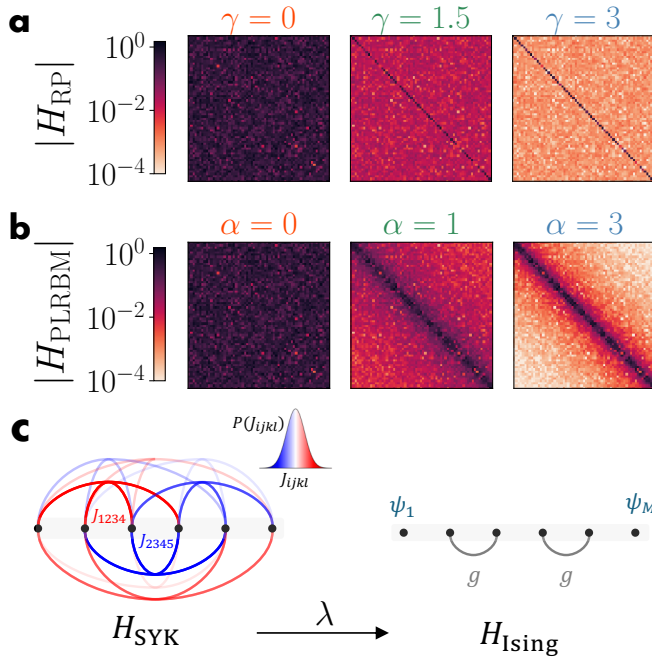 a
γ = 0
γ = 1.5
γ = 3
|H_RP|
10^0
10^-2
10^-4
b
α = 0
α = 1
α = 3
|H_PLRBM|
10^0
10^-2
10^-4
c
P(J_ijkl)
J_ijkl
J_1234
J_2345
ψ_1
ψ_M
g
g
H_SYK
λ
H_Ising